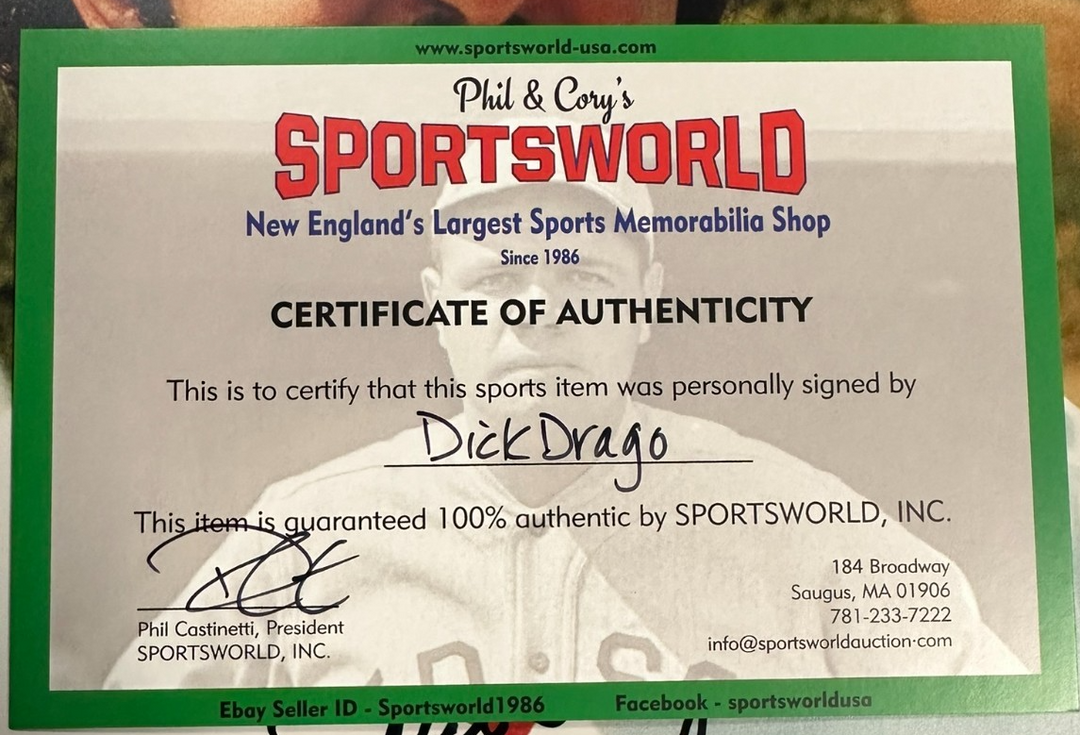 www.sportsworld-usa.com
Phil & Cory's
SPORTSWORLD
New England's Largest Sports Memorabilia Shop
Since 1986
CERTIFICATE OF AUTHENTICITY
This is to certify that this sports item was personally signed by
Dick Drago
This item is guaranteed 100% authentic by SPORTSWORLD, INC.
184 Broadway
Saugus, MA 01906
781-233-7222
info@sportsworldauction.com
Phil Castinetti, President
SPORTSWORLD, INC.
Ebay Seller ID - Sportsworld1986
Facebook - sportsworldusa